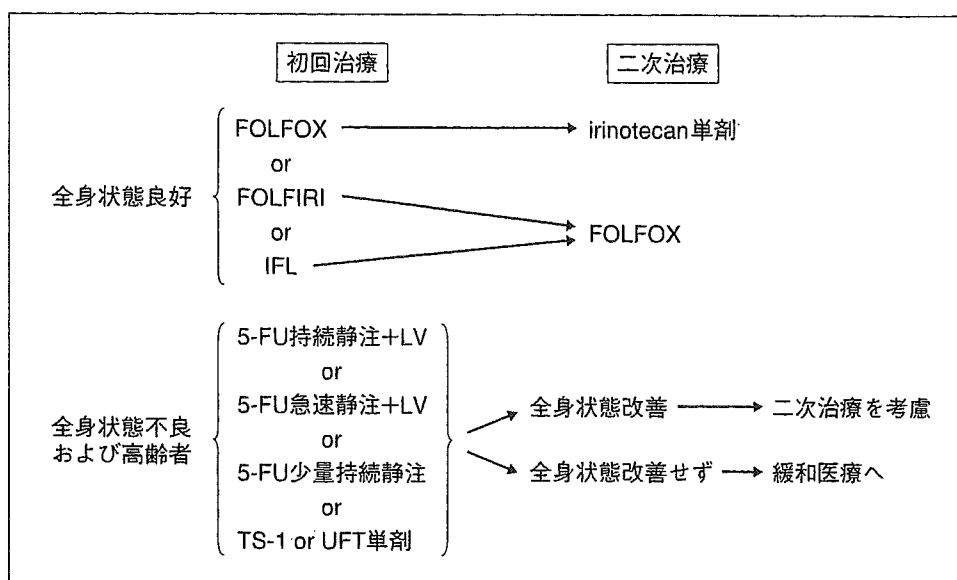 初回治療 二次治療
全身状態良好
FOLFOX irinotecan単剤
or
FOLFIRI
or
IFL
FOLFOX
全身状態不良
および高齢者
5-FU持続静注+LV
or
5-FU急速静注+LV
or
5-FU少量持続静注
or
TS-1 or UFT単剤
全身状態改善 二次治療を考慮
全身状態改善せず 緩和医療へ